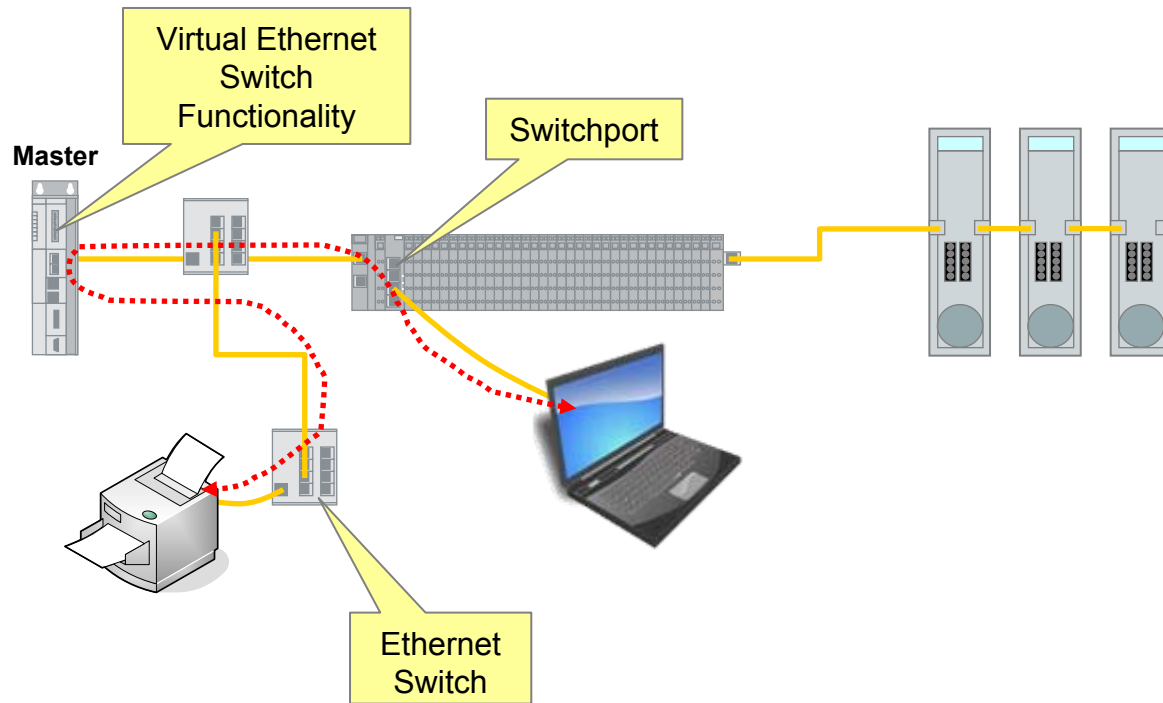 Virtual Ethernet
Switch
Functionality
Switchport
Master
Ethernet
Switch